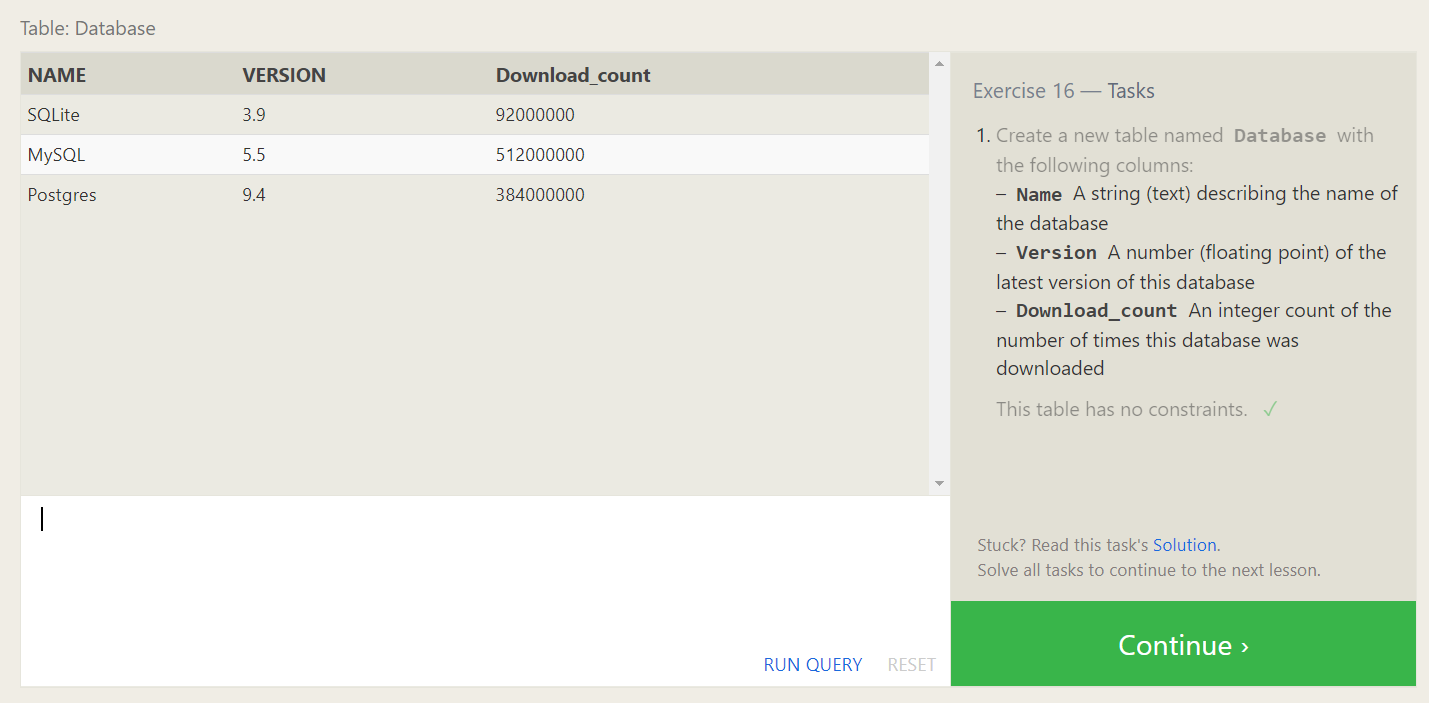 Table: Database
NAME VERSION Download_count
SQLite 3.9 92000000
MySQL 5.5 512000000
Postgres 9.4 384000000
RUN QUERY RESET
Exercise 16 — Tasks
1. Create a new table named Database with
the following columns:
– Name A string (text) describing the name of
the database
– Version A number (floating point) of the
latest version of this database
– Download_count An integer count of the
number of times this database was
downloaded
This table has no constraints. ✓
Stuck? Read this task's Solution.
Solve all tasks to continue to the next lesson.
Continue ›